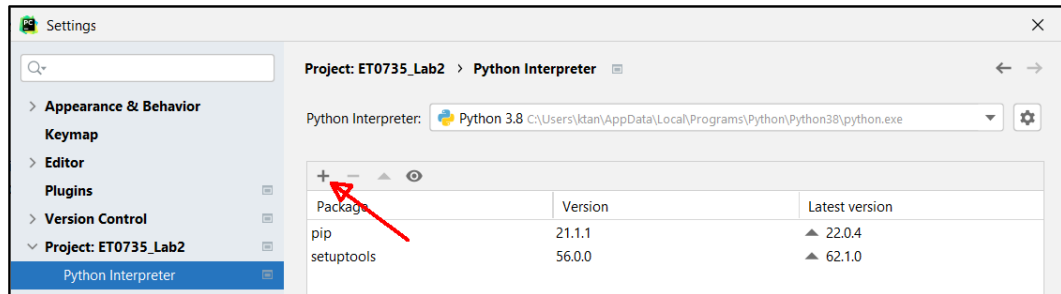 PC
Settings
Project: ET0735_Lab2 > Python Interpreter
Appearance & Behavior
Python Interpreter: Python 3.8 C:\Users\ktan\AppData\Local\Programs\Python\Python38\python.exe
Keymap
Editor
Plugins
Package Version Latest version
Version Control
pip 21.1.1 22.0.4
Project: ET0735_Lab2
setuptools 56.0.0 62.1.0
Python Interpreter